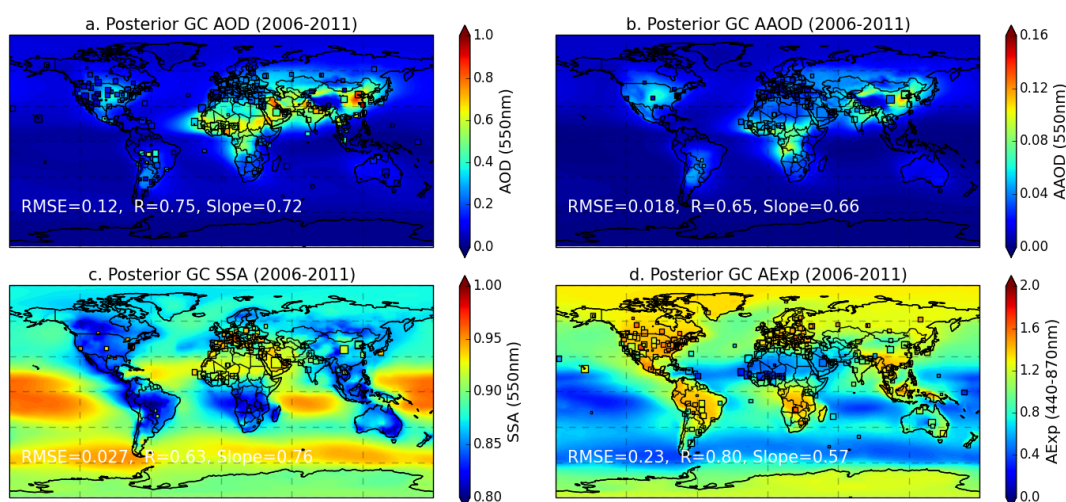 a. Posterior GC AOD (2006-2011)
RMSE=0.12, R=0.75, Slope=0.72
1.0
0.8
0.6
0.4
0.2
0.0
AOD (550nm)
b. Posterior GC AAOD (2006-2011)
RMSE=0.018, R=0.65, Slope=0.66
0.16
0.12
0.08
0.04
0.00
AAOD (550nm)
c. Posterior GC SSA (2006-2011)
RMSE=0.027, R=0.63, Slope=0.76
1.00
0.95
0.90
0.85
0.80
SSA (550nm)
d. Posterior GC AExp (2006-2011)
RMSE=0.23, R=0.80, Slope=0.57
2.0
1.6
1.2
0.8
0.4
0.0
AExp (440-870nm)